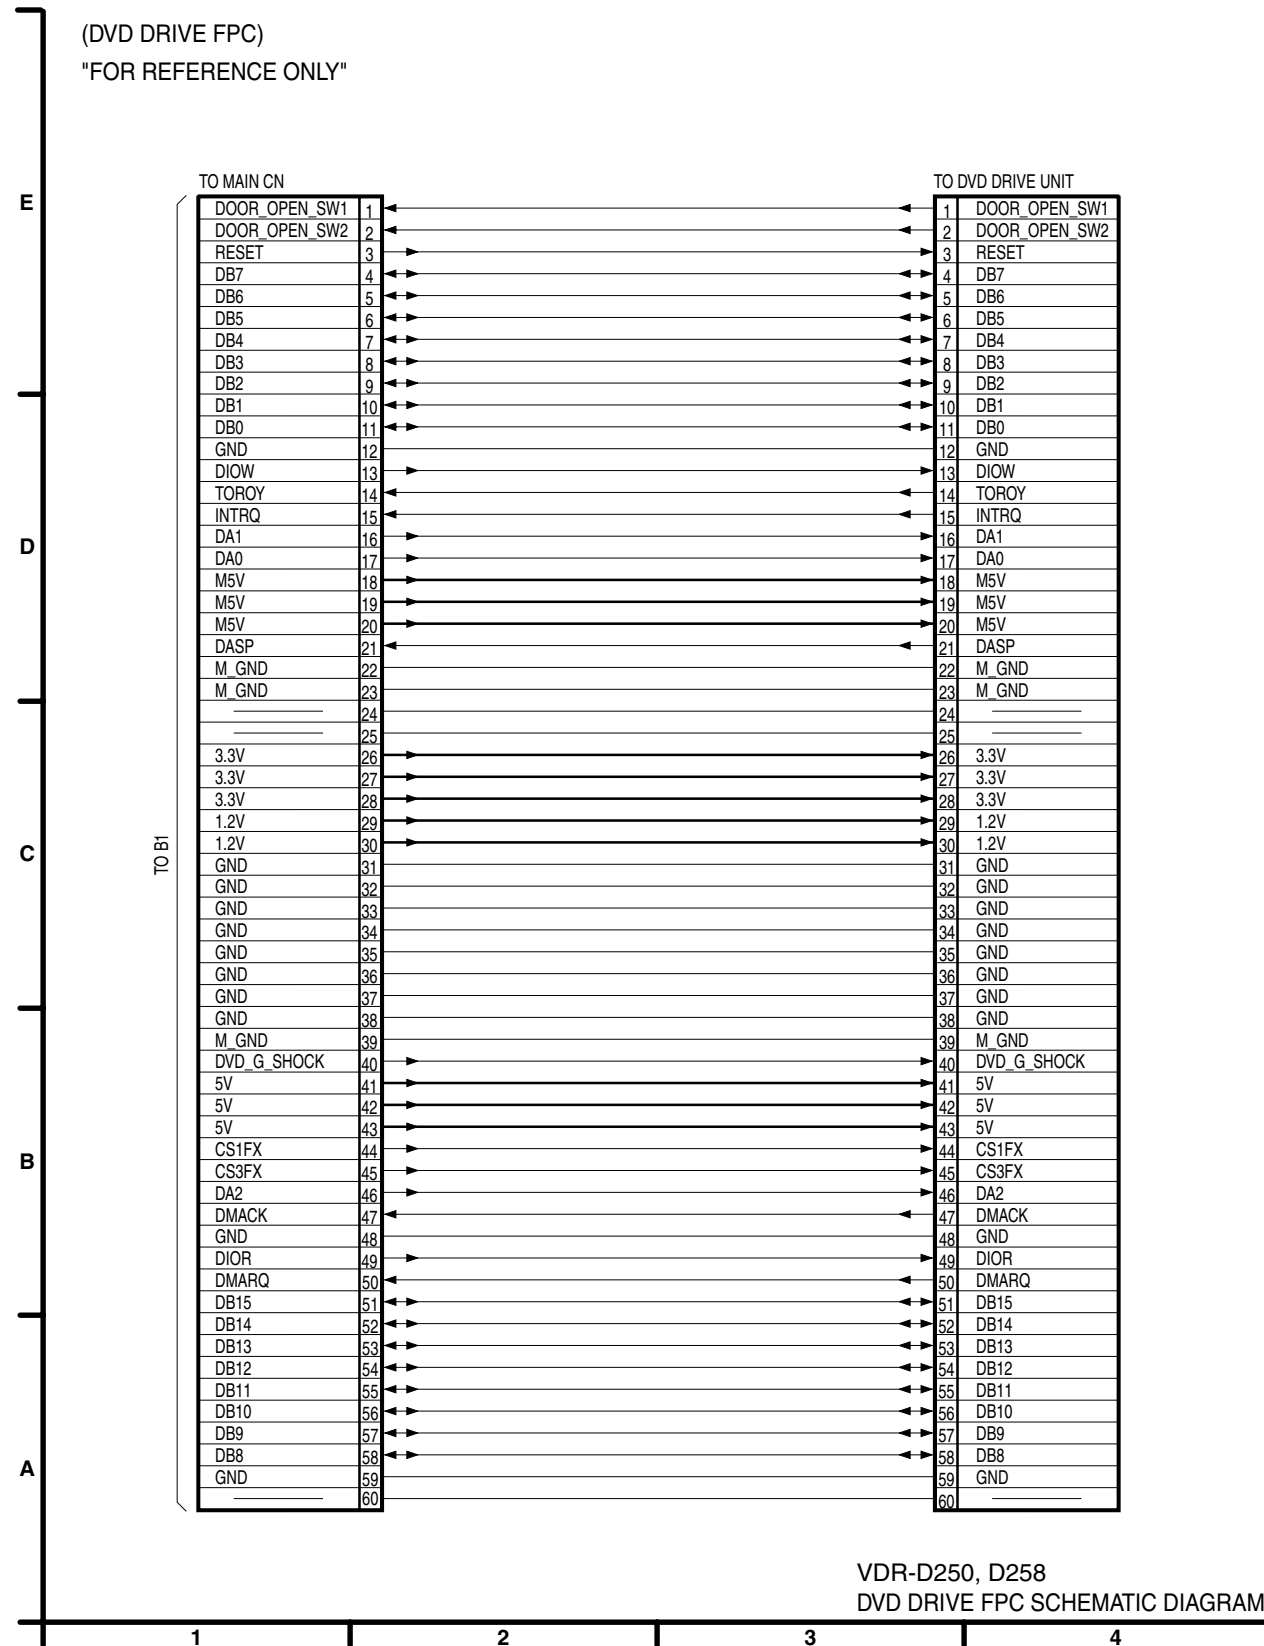 (DVD DRIVE FPC)
"FOR REFERENCE ONLY"
TO MAIN CN TO DVD DRIVE UNIT
E
DOOR_OPEN_SW1 1 1 DOOR_OPEN_SW1
DOOR_OPEN_SW2 2 2 DOOR_OPEN_SW2
RESET 3 3 RESET
DB7 4 4 DB7
DB6 5 5 DB6
DB5 6 6 DB5
DB4 7 7 DB4
DB3 8 8 DB3
DB2 9 9 DB2
DB1 10 10 DB1
DB0 11 11 DB0
GND 12 12 GND
DIOW 13 13 DIOW
TOROY 14 14 TOROY
INTRQ 15 15 INTRQ
D
DA1 16 16 DA1
DA0 17 17 DA0
M5V 18 18 M5V
M5V 19 19 M5V
M5V 20 20 M5V
DASP 21 21 DASP
M_GND 22 22 M_GND
M_GND 23 23 M_GND
24 24
25 25
3.3V 26 26 3.3V
3.3V 27 27 3.3V
3.3V 28 28 3.3V
1.2V 29 29 1.2V
1.2V 30 30 1.2V
C
TO B1
GND 31 31 GND
GND 32 32 GND
GND 33 33 GND
GND 34 34 GND
GND 35 35 GND
GND 36 36 GND
GND 37 37 GND
GND 38 38 GND
M_GND 39 39 M_GND
DVD_G_SHOCK 40 40 DVD_G_SHOCK
5V 41 41 5V
5V 42 42 5V
5V 43 43 5V
CS1FX 44 44 CS1FX
B
CS3FX 45 45 CS3FX
DA2 46 46 DA2
DMACK 47 47 DMACK
GND 48 48 GND
DIOR 49 49 DIOR
DMARQ 50 50 DMARQ
DB15 51 51 DB15
DB14 52 52 DB14
DB13 53 53 DB13
DB12 54 54 DB12
DB11 55 55 DB11
DB10 56 56 DB10
DB9 57 57 DB9
DB8 58 58 DB8
A
GND 59 59 GND
60 60
VDR-D250, D258
DVD DRIVE FPC SCHEMATIC DIAGRAM
1 2 3 4